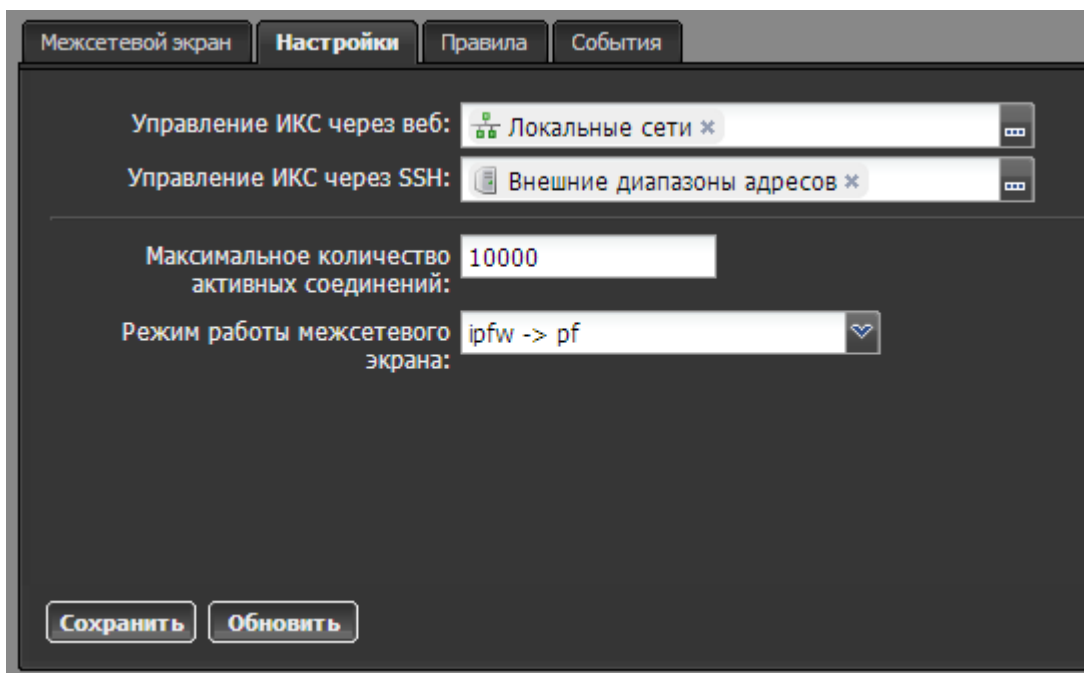 Межсетевой экран Настройки Правила События
Управление ИКС через веб: Локальные сети
Управление ИКС через SSH: Внешние диапазоны адресов
Максимальное количество 10000
активных соединений:
Режим работы межсетевого ipfw -> pf
экрана:
Сохранить Обновить